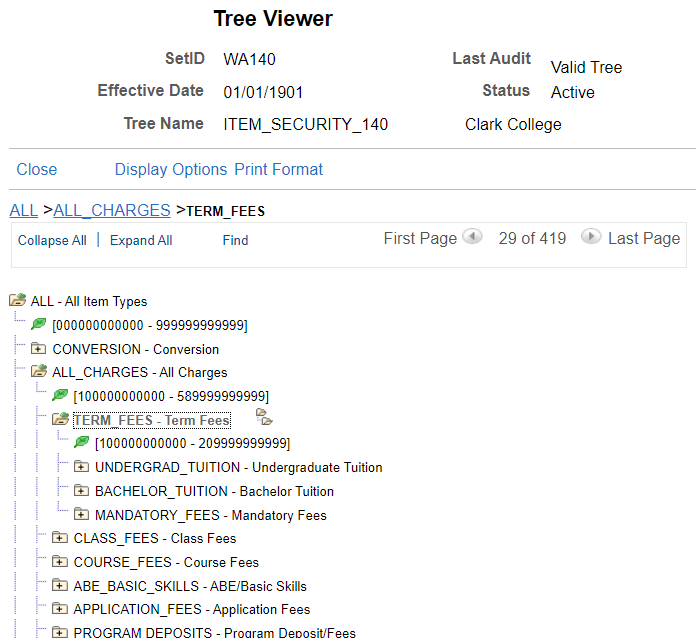 Tree Viewer
SetID WA140 Last Audit Valid Tree
Effective Date 01/01/1901 Status Active
Tree Name ITEM_SECURITY_140 Clark College
Close Display Options Print Format
ALL >ALL_CHARGES >TERM_FEES
Collapse All | Expand All Find First Page 29 of 419 Last Page
ALL - All Item Types
[000000000000 - 999999999999]
CONVERSION - Conversion
ALL_CHARGES - All Charges
[100000000000 - 589999999999]
TERM_FEES - Term Fees
[100000000000 - 209999999999]
UNDERGRAD_TUITION - Undergraduate Tuition
BACHELOR_TUITION - Bachelor Tuition
MANDATORY_FEES - Mandatory Fees
CLASS_FEES - Class Fees
COURSE_FEES - Course Fees
ABE_BASIC_SKILLS - ABE/Basic Skills
APPLICATION_FEES - Application Fees
PROGRAM DEPOSITS - Program Deposit/Fees